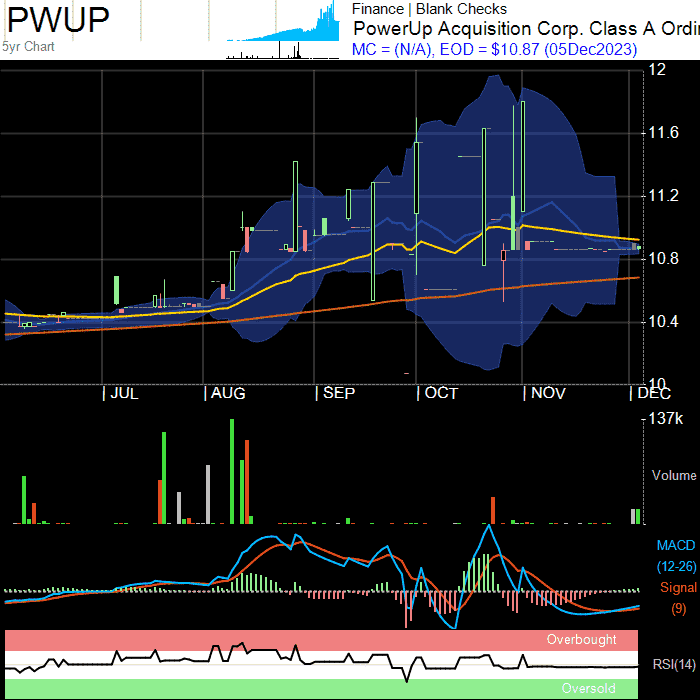 PWUP
5yr Chart
Finance | Blank Checks
PowerUp Acquisition Corp. Class A Ordi
MC = (N/A), EOD = $10.87 (05Dec2023)
12
11.6
11.2
10.8
10.4
10
JUL AUG SEP OCT NOV DEC
137k
Volume
MACD
(12-26)
Signal
(9)
Overbought
RSI(14)
Oversold